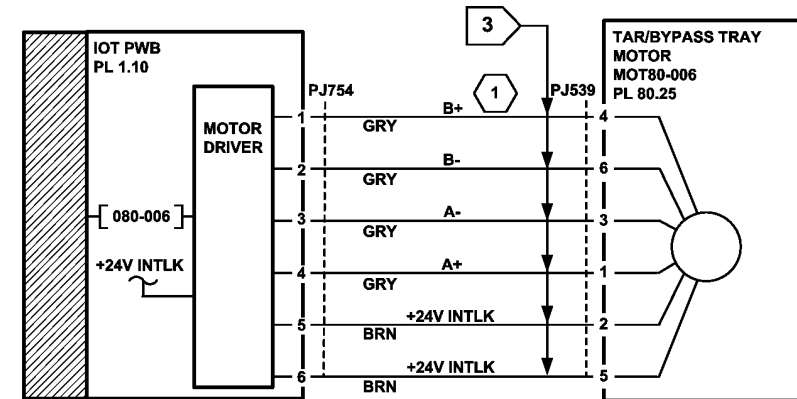 3
IOT PWB
PL 1.10
TAR/BYPASS TRAY
MOTOR
MOT80-006
PL 80.25
PJ754
1
PJ539
MOTOR
DRIVER
1
B+
GRY
4
2
B-
GRY
6
080-006
3
A-
GRY
3
+24V INTLK
4
A+
GRY
1
5
+24V INTLK
BRN
2
6
+24V INTLK
BRN
5